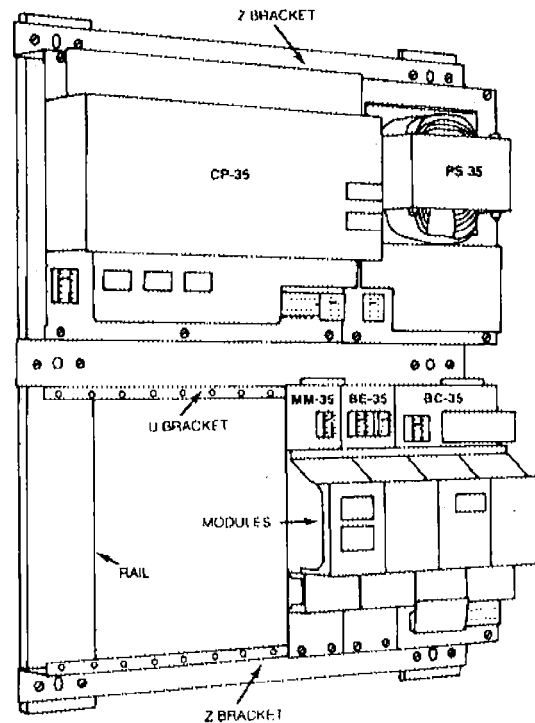 Z BRACKET
CP-35
PS 35
MM-35
BE-35
BC-35
U BRACKET
MODULES
RAIL
Z BRACKET